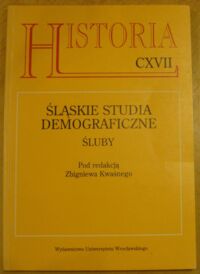 HISTORIA
CXVII
ŚLĄSKIE STUDIA
DEMOGRAFICZNE
ŚLUBY
Pod redakcją
Zbigniewa Kwaśnego
Wydawnictwo Uniwersytetu Wrocławskiego